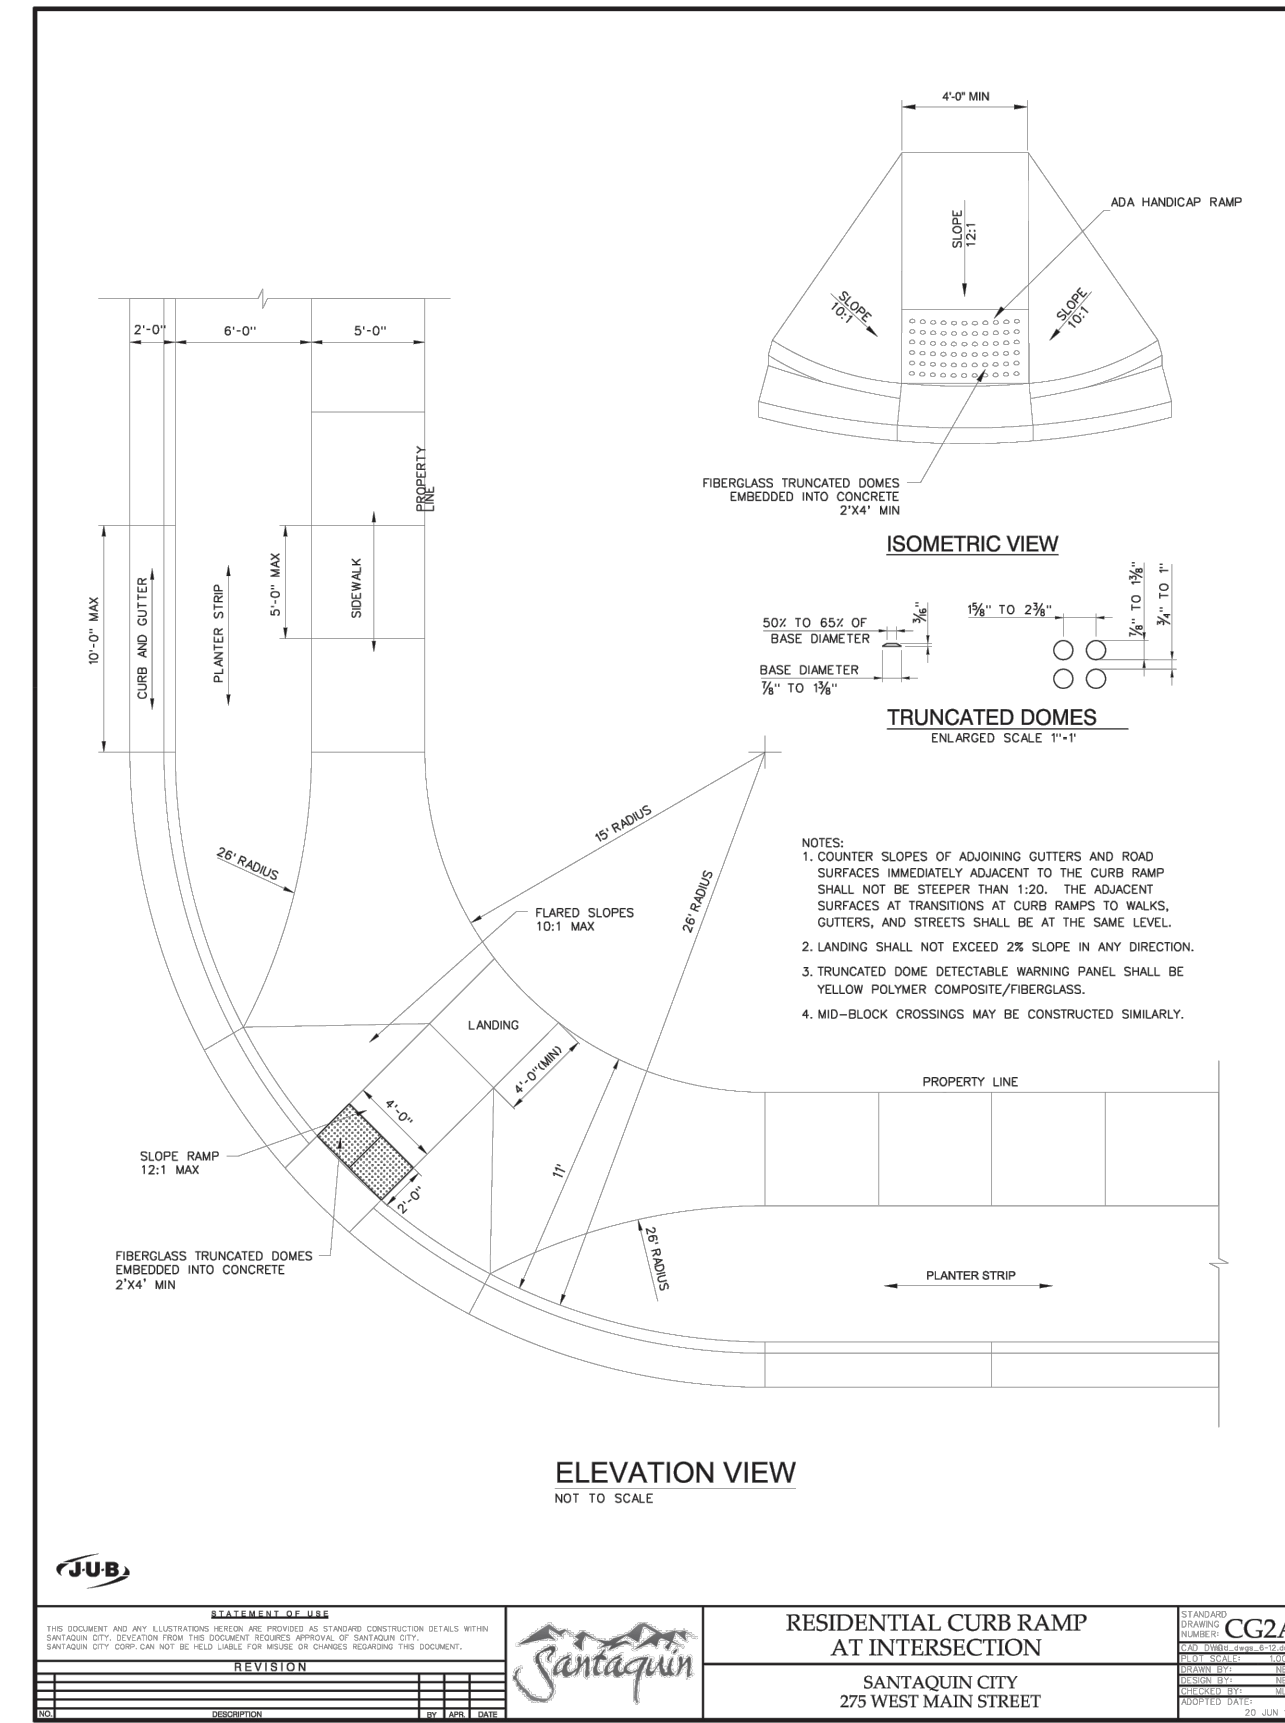 4'-0" MIN
ADA HANDICAP RAMP
SLOPE
12:1
SLOPE
10:1
SLOPE
10:1
FIBERGLASS TRUNCATED DOMES
EMBEDDED INTO CONCRETE
2'X4' MIN
ISOMETRIC VIEW
2'-0"
6'-0"
5'-0"
PROPERTY
LINE
10'-0" MAX
CURB AND GUTTER
PLANTER STRIP
5'-0" MAX
SIDEWALK
50% TO 65% OF
BASE DIAMETER
3/16"
BASE DIAMETER
7/8" TO 1 3/8"
1 5/8" TO 2 3/8"
7/8" TO 1 3/8"
3/4" TO 1"
TRUNCATED DOMES
ENLARGED SCALE 1"-1'
15' RADIUS
26' RADIUS
26' RADIUS
FLARED SLOPES
10:1 MAX
NOTES:
1. COUNTER SLOPES OF ADJOINING GUTTERS AND ROAD
SURFACES IMMEDIATELY ADJACENT TO THE CURB RAMP
SHALL NOT BE STEEPER THAN 1:20. THE ADJACENT
SURFACES AT TRANSITIONS AT CURB RAMPS TO WALKS,
GUTTERS, AND STREETS SHALL BE AT THE SAME LEVEL.
2. LANDING SHALL NOT EXCEED 2% SLOPE IN ANY DIRECTION.
3. TRUNCATED DOME DETECTABLE WARNING PANEL SHALL BE
YELLOW POLYMER COMPOSITE/FIBERGLASS.
4. MID-BLOCK CROSSINGS MAY BE CONSTRUCTED SIMILARLY.
LANDING
4'-0"(MIN)
4'-0"
2'-0"
11'
SLOPE RAMP
12:1 MAX
FIBERGLASS TRUNCATED DOMES
EMBEDDED INTO CONCRETE
2'X4' MIN
PROPERTY LINE
26' RADIUS
PLANTER STRIP
ELEVATION VIEW
NOT TO SCALE
J·U·B
STATEMENT OF USE
THIS DOCUMENT AND ANY ILLUSTRATIONS HEREON ARE PROVIDED AS STANDARD CONSTRUCTION DETAILS WITHIN
SANTAQUIN CITY. DEVEATION FROM THIS DOCUMENT REQUIRES APPROVAL OF SANTAQUIN CITY.
SANTAQUIN CITY CORP. CAN NOT BE HELD LIABLE FOR MISUSE OR CHANGES REGARDING THIS DOCUMENT.
REVISION
NO. DESCRIPTION BY APR. DATE
Santaquin
RESIDENTIAL CURB RAMP
AT INTERSECTION
SANTAQUIN CITY
275 WEST MAIN STREET
STANDARD
DRAWING
NUMBER: CG2A
PLOT SCALE:
DRAWN BY:
DESIGN BY:
CHECKED BY:
ADOPTED DATE:
20 JUN